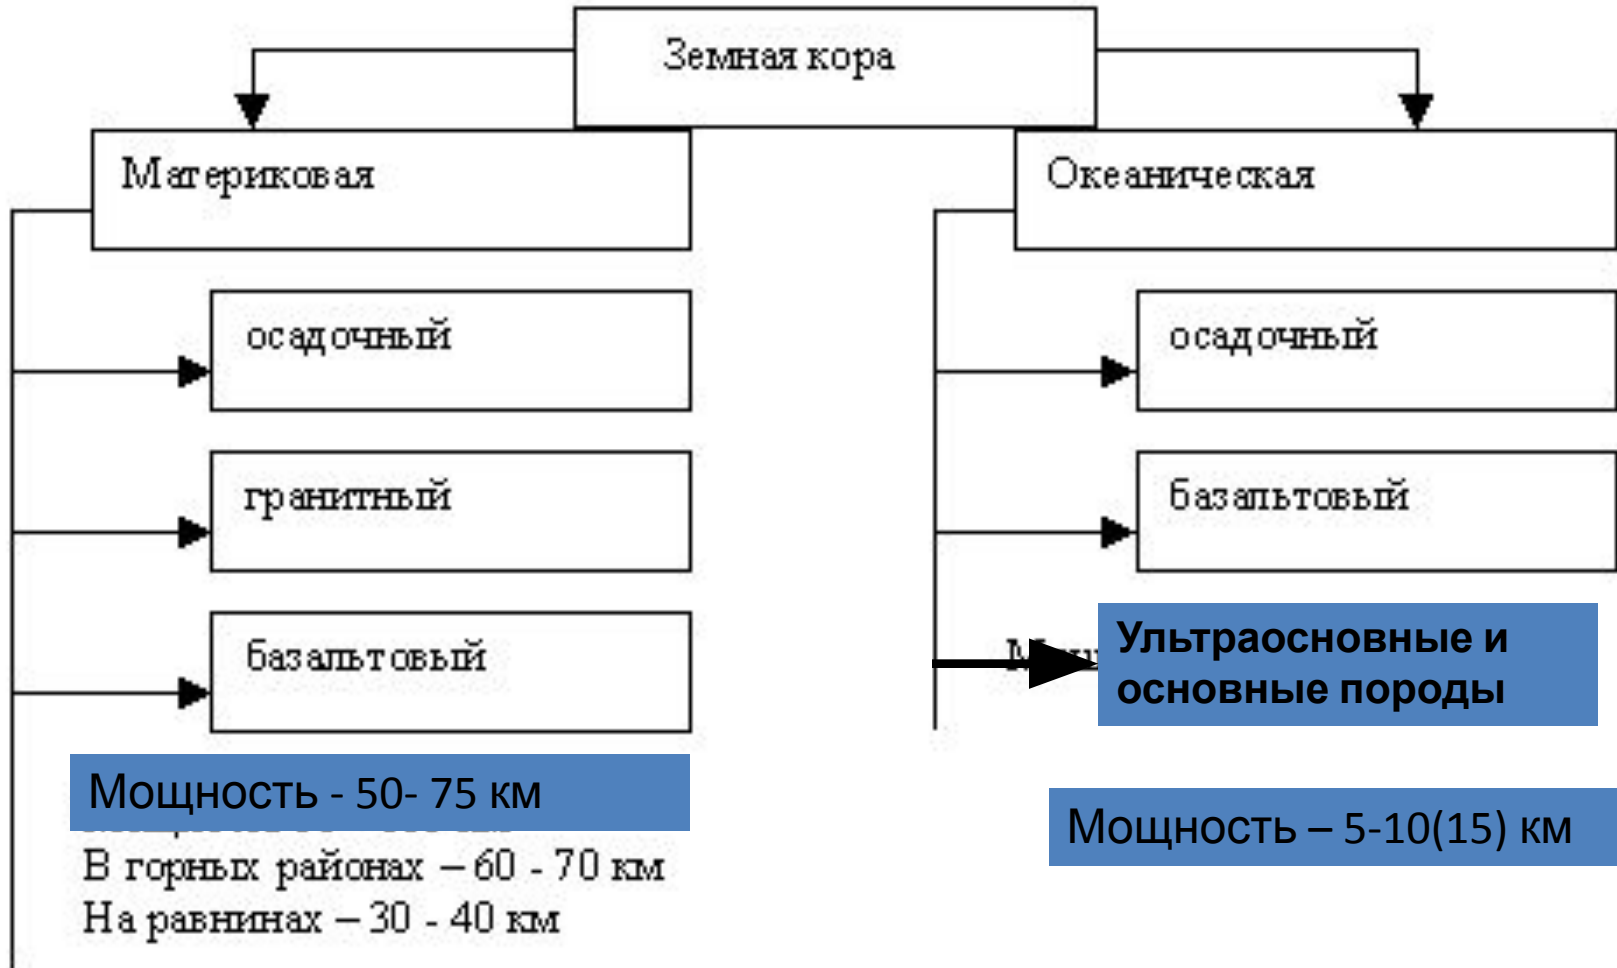 Земная кора
Материковая
Океаническая
осадочный
осадочный
гранитный
базальтовый
базальтовый
Ультраосновные и
основные породы
Мощность - 50- 75 км
Мощность – 5-10(15) км
В горных районах – 60 - 70 км
На равнинах – 30 - 40 км